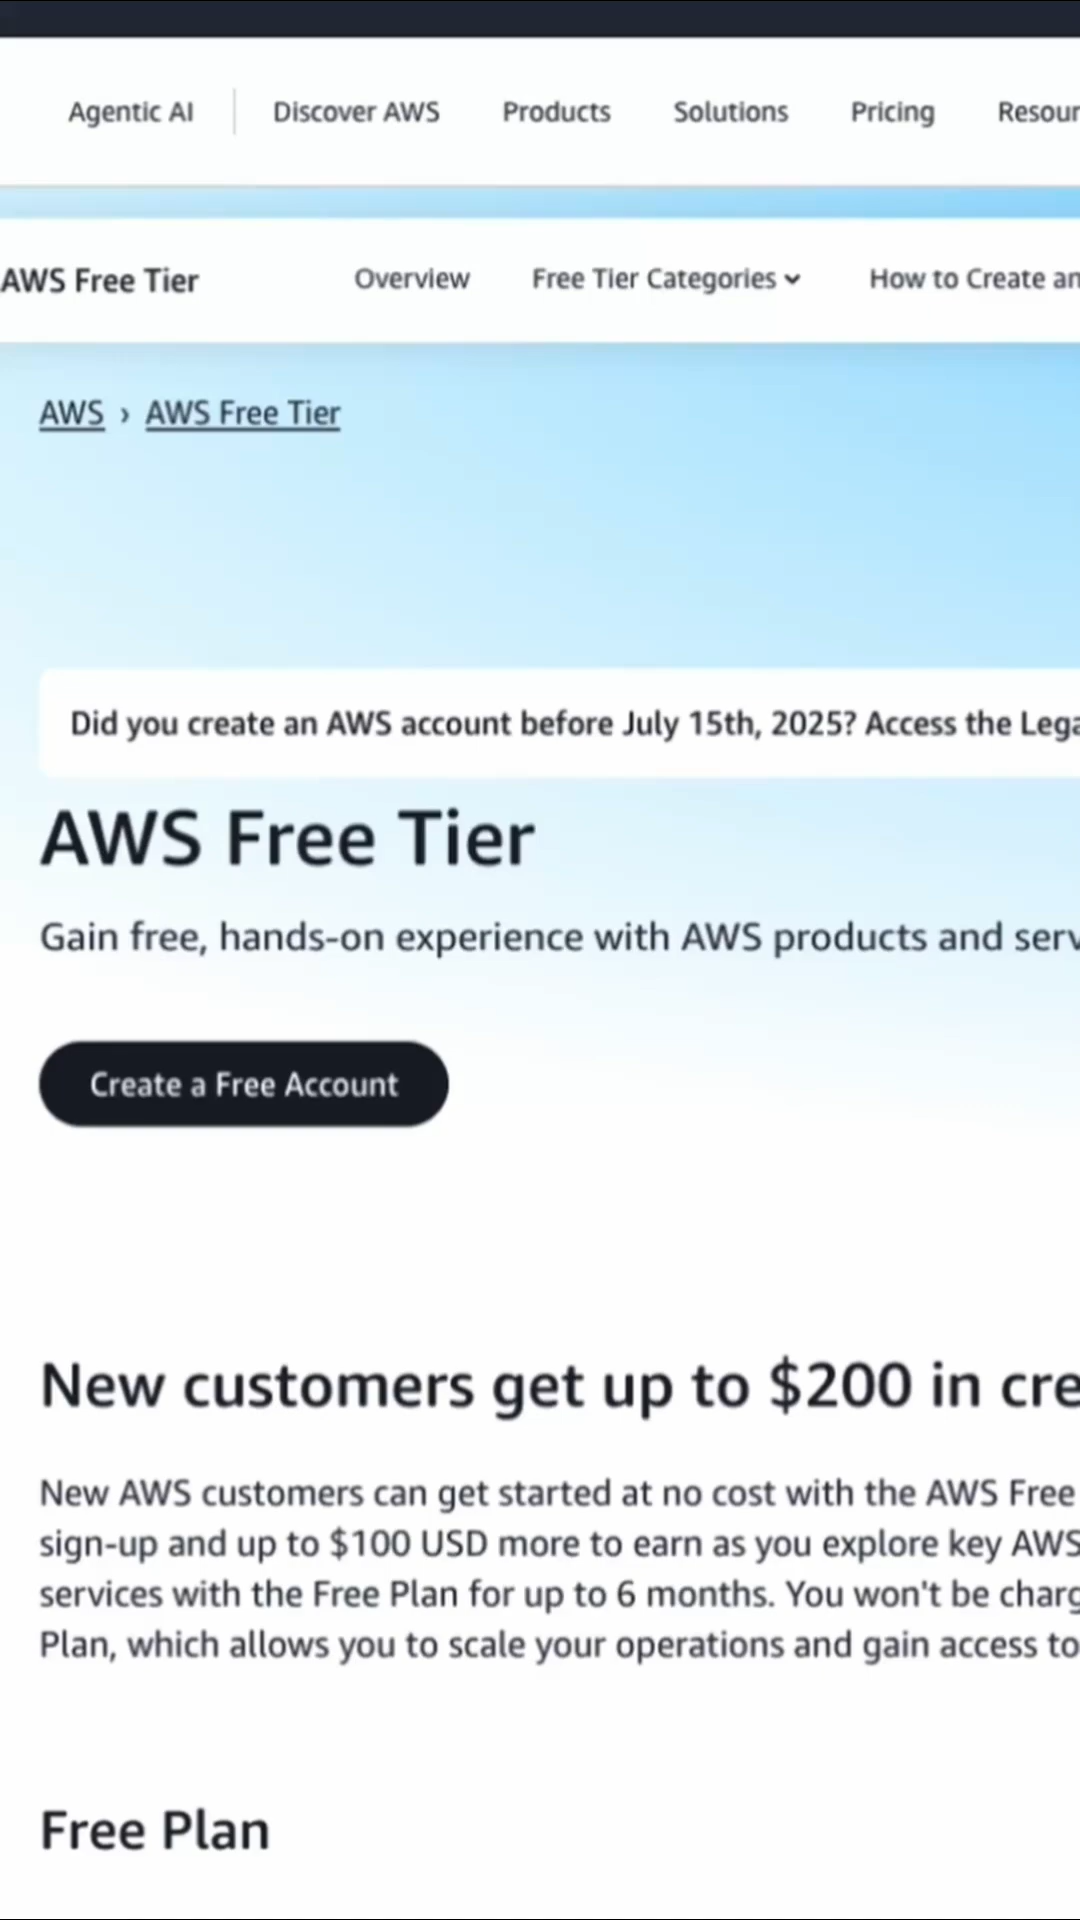 Agentic AI Discover AWS Products Solutions Pricing
AWS Free Tier Overview Free Tier Categories How to Create
AWS › AWS Free Tier
Did you create an AWS account before July 15th, 2025? Access the
AWS Free Tier
Gain free, hands-on experience with AWS products and
Create a Free Account
New customers get up to $200 in
New AWS customers can get started at no cost with the AWS Free
sign-up and up to $100 USD more to earn as you explore key AWS
services with the Free Plan for up to 6 months. You won't be
Plan, which allows you to scale your operations and gain access to
Free Plan